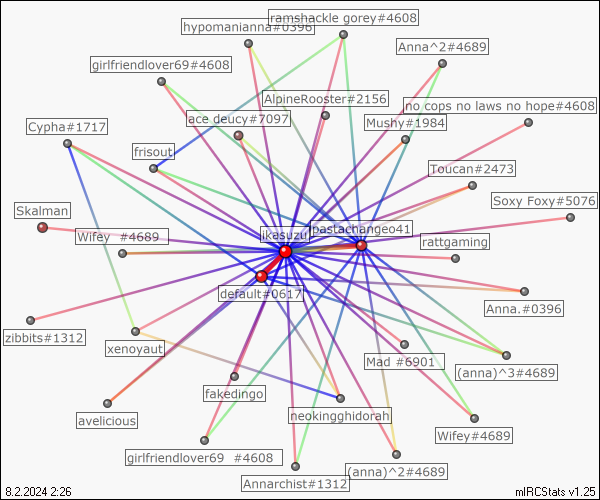 ramshackle gorey#4608
hypomanianna#0396
Anna^2#4689
girlfriendlover69#4608
AlpineRooster#2156
no cops no laws no hope#4608
ace deucy#7097
Mushy#1984
Cypha#1717
frisout
Toucan#2473
Soxy Foxy#5076
Skalman
Wifey #4689
ikasuzu
pastachangeo41
rattgaming
default#0617
Anna.#0396
zibbits#1312
xenoyaut
Mad #6901
(anna)^3#4689
fakedingo
neokingghidorah
avelicious
Wifey#4689
girlfriendlover69 #4608
(anna)^2#4689
Annarchist#1312
8.2.2024 2:26
mIRCStats v1.25